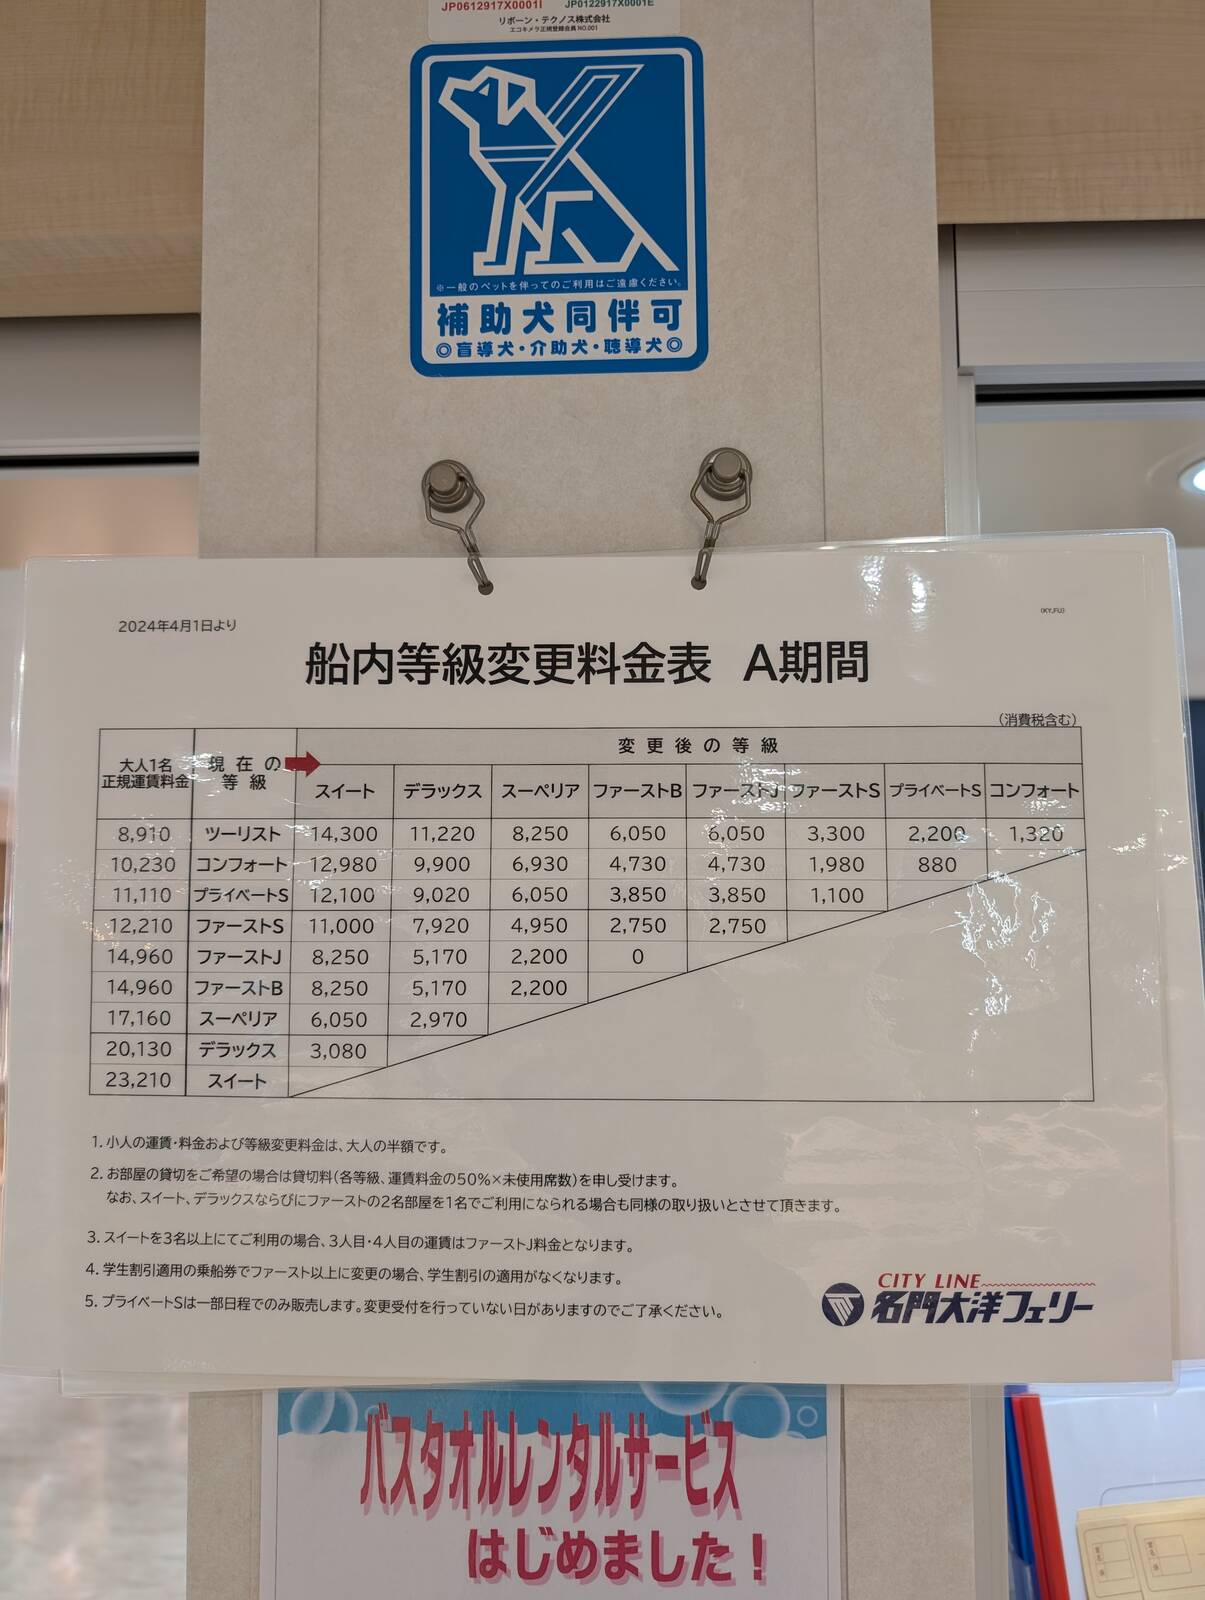 JP0612917X0001I JP0122917X0001E
リボーン・テクノス株式会社
エコキメラ正規登録会員 NO.001
※一般のペットを伴ってのご利用はご遠慮ください。
補助犬同伴可
◎盲導犬・介助犬・聴導犬◎
(KY,FU)
2024年4月1日より
船内等級変更料金表 A期間
(消費税含む)
大人1名 正規運賃料金 現在の等級 変更後の等級
スイート デラックス スーペリア ファーストB ファーストJ ファーストS プライベートS コンフォート
8,910 ツーリスト 14,300 11,220 8,250 6,050 6,050 3,300 2,200 1,320
10,230 コンフォート 12,980 9,900 6,930 4,730 4,730 1,980 880
11,110 プライベートS 12,100 9,020 6,050 3,850 3,850 1,100
12,210 ファーストS 11,000 7,920 4,950 2,750 2,750
14,960 ファーストJ 8,250 5,170 2,200 0
14,960 ファーストB 8,250 5,170 2,200
17,160 スーペリア 6,050 2,970
20,130 デラックス 3,080
23,210 スイート
1. 小人の運賃・料金および等級変更料金は、大人の半額です。
2. お部屋の貸切をご希望の場合は貸切料(各等級、運賃料金の50%×未使用席数)を申し受けます。
なお、スイート、デラックスならびにファーストの2名部屋を1名でご利用になられる場合も同様の取り扱いとさせて頂きます。
3. スイートを3名以上にてご利用の場合、3人目・4人目の運賃はファーストJ料金となります。
4. 学生割引適用の乗船券でファースト以上に変更の場合、学生割引の適用がなくなります。
5. プライベートSは一部日程でのみ販売します。変更受付を行っていない日がありますのでご了承ください。
CITY LINE
名門大洋フェリー
バスタオルレンタルサービス
はじめました！